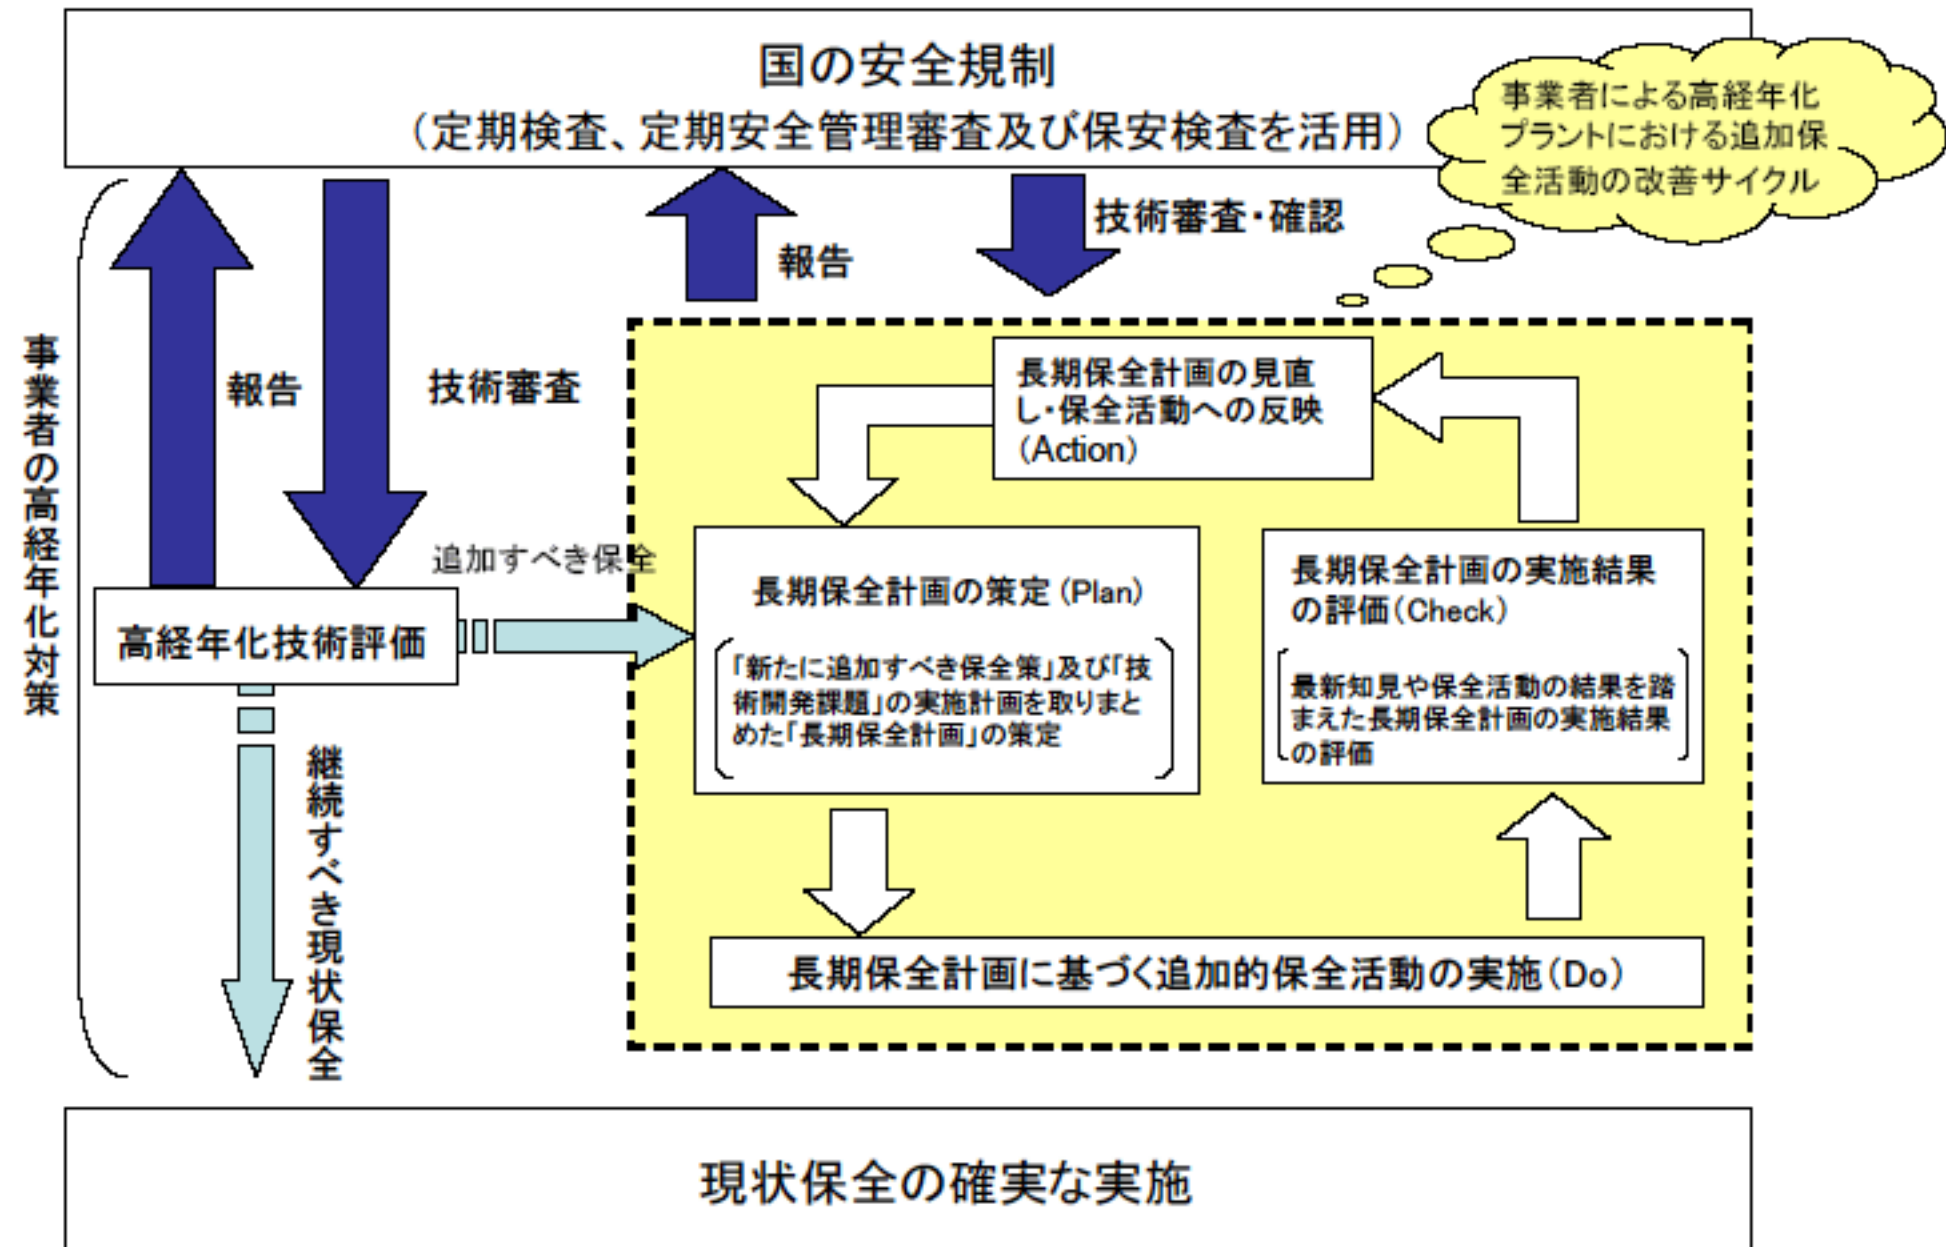 国の安全規制
（定期検査、定期安全管理審査及び保安検査を活用）
事業者による高経年化
プラントにおける追加保
全活動の改善サイクル
事業者の高経年化対策
報告
技術審査
報告
技術審査・確認
長期保全計画の見直
し・保全活動への反映
(Action)
追加すべき保全
高経年化技術評価
長期保全計画の策定(Plan)
「新たに追加すべき保全策」及び「技
術開発課題」の実施計画を取りまと
めた「長期保全計画」の策定
長期保全計画の実施結果
の評価(Check)
最新知見や保全活動の結果を踏
まえた長期保全計画の実施結果
の評価
継続すべき現状保全
長期保全計画に基づく追加的保全活動の実施(Do)
現状保全の確実な実施